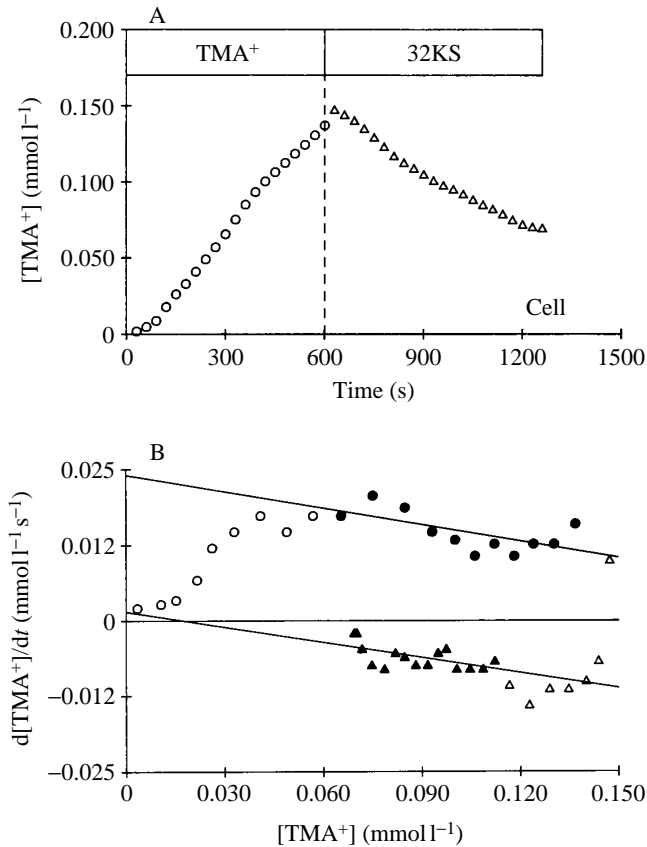 A
0.200
TMA⁺
32KS
0.150
0.100
0.050
0
[TMA⁺] (mmol l⁻¹)
Cell
0 300 600 900 1200 1500
Time (s)
B
0.025
0.012
0
−0.012
−0.025
d[TMA⁺]/dt (mmol l⁻¹ s⁻¹)
0 0.030 0.060 0.090 0.120 0.150
[TMA⁺] (mmol l⁻¹)